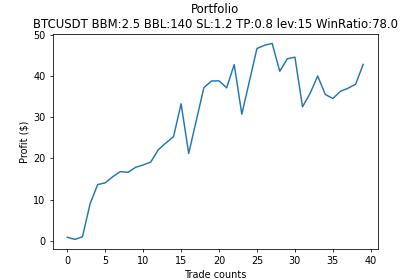 Portfolio
BTCUSDT BBM:2.5 BBL:140 SL:1.2 TP:0.8 lev:15 WinRatio:78.0
50
40
30
20
10
0
Profit ($)
0 5 10 15 20 25 30 35 40
Trade counts